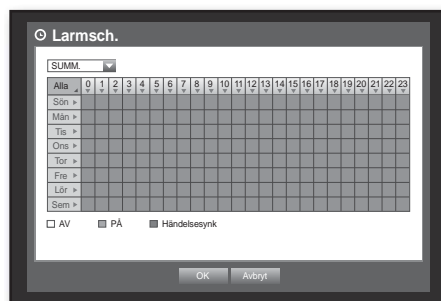 Larmsch.
SUMM.
Alla 0 1 2 3 4 5 6 7 8 9 10 11 12 13 14 15 16 17 18 19 20 21 22 23
Sön
Mån
Tis
Ons
Tor
Fre
Lör
Sem
AV PÅ Händelsesynk
OK Avbryt